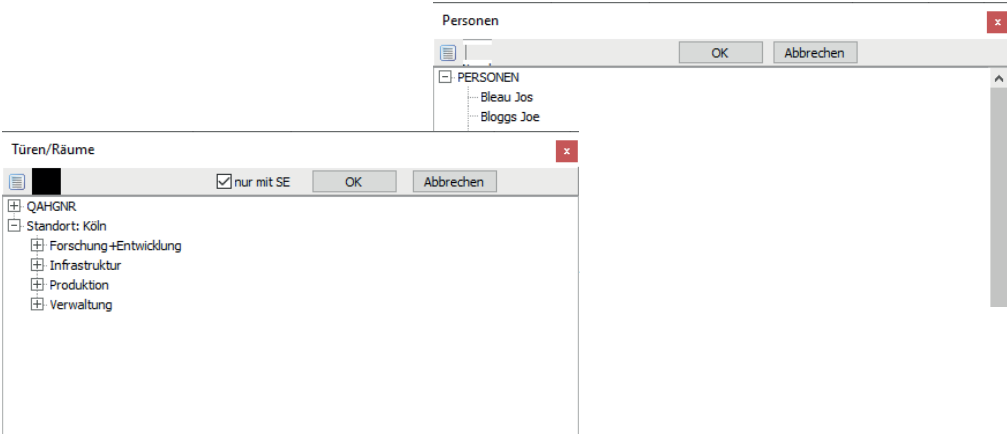 Personen
OK Abbrechen
PERSONEN
Bleau Jos
Bloggs Joe
Türen/Räume
nur mit SE OK Abbrechen
QAHGNR
Standort: Köln
Forschung+Entwicklung
Infrastruktur
Produktion
Verwaltung